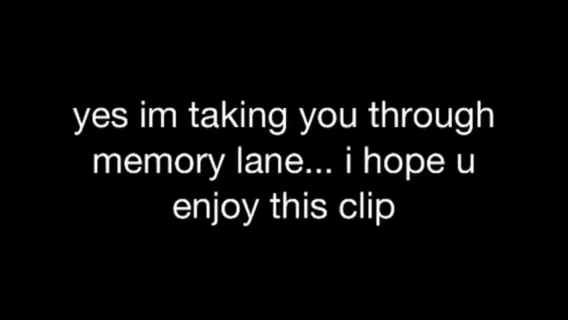 yes im taking you through
memory lane... i hope u
enjoy this clip